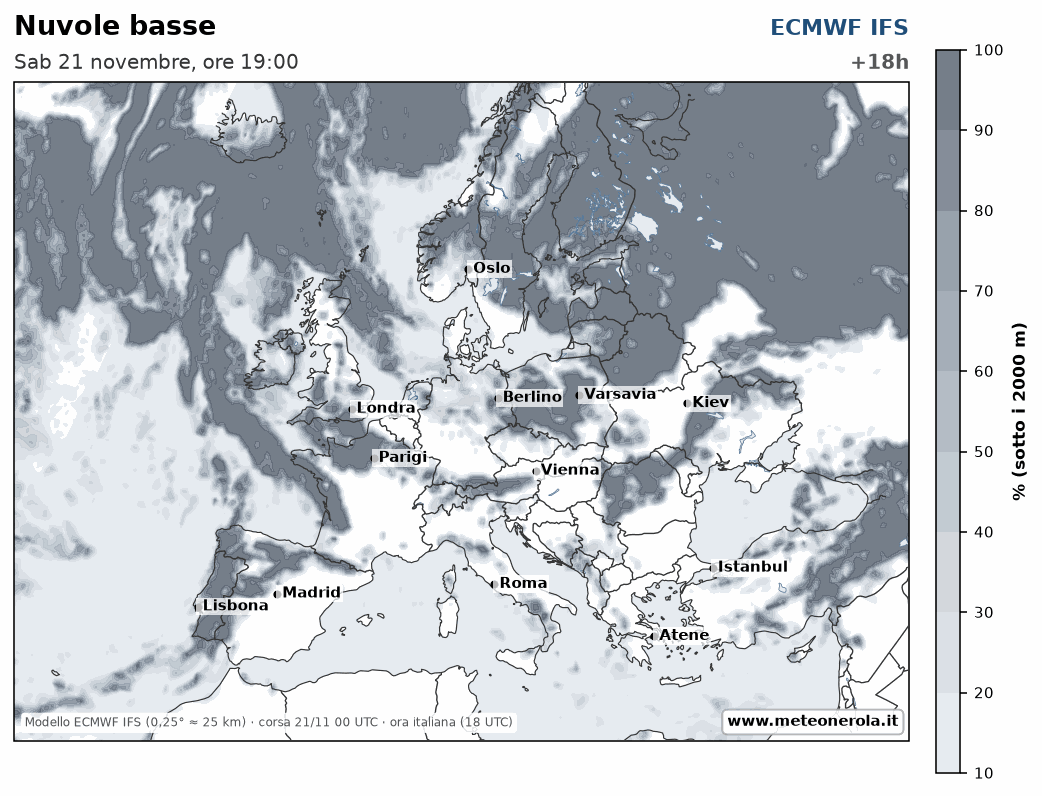 Nuvole basse
ECMWF IFS
Sab 21 novembre, ore 19:00
+18h
100
90
80
70
60
50
40
30
20
10
% (sotto i 2000 m)
Oslo
Berlino
Varsavia
Kiev
Londra
Parigi
Vienna
Istanbul
Roma
Madrid
Lisbona
Atene
Modello ECMWF IFS (0,25° ≈ 25 km) · corsa 21/11 00 UTC · ora italiana (18 UTC)
www.meteonerola.it